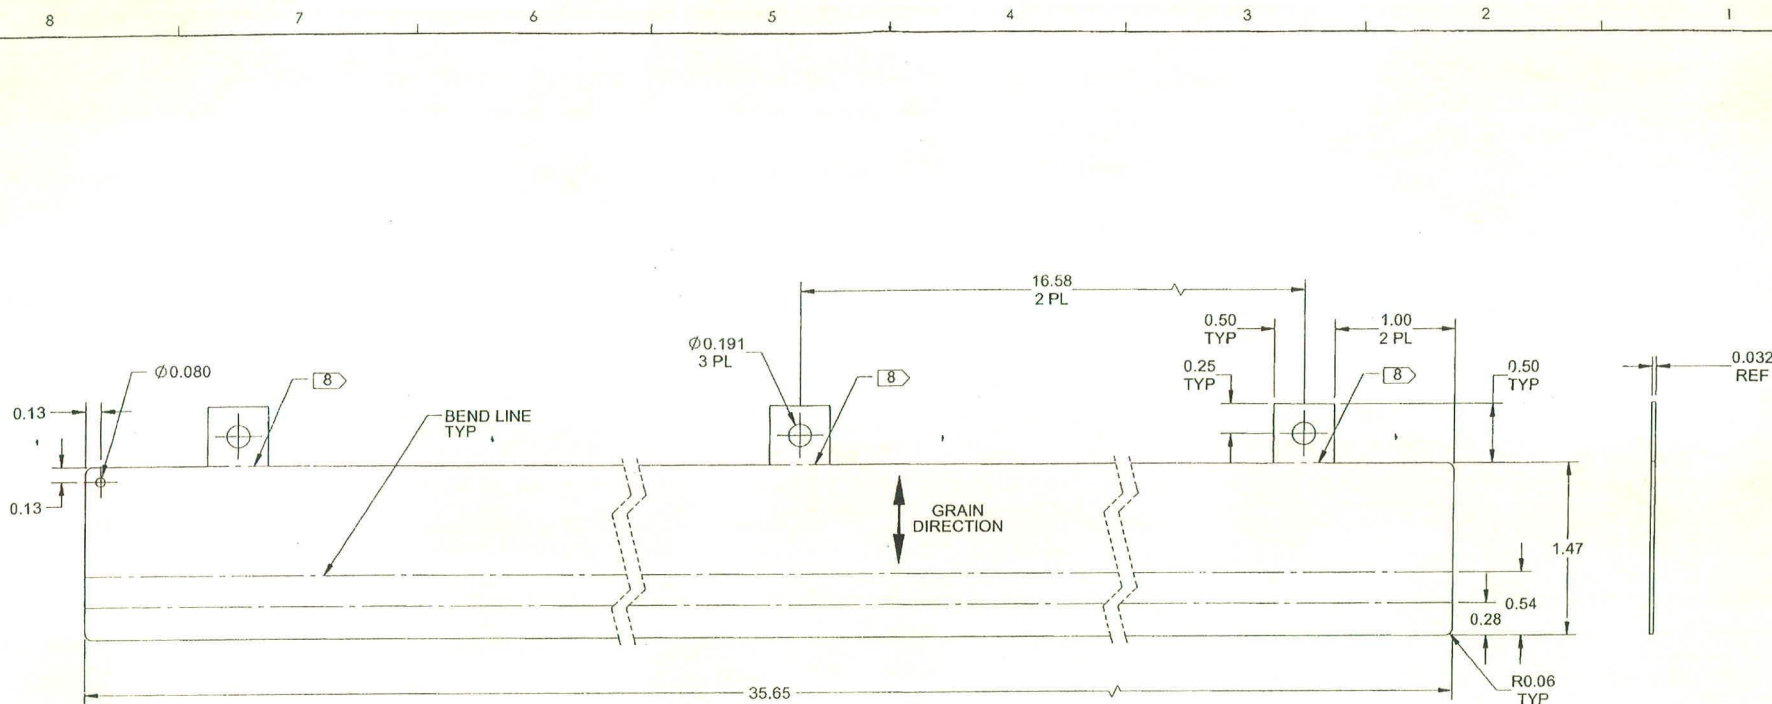 8 7 6 5 4 3 2 1
16.58
2 PL
0.50
TYP
1.00
2 PL
Ø0.191
3 PL
0.032
REF
Ø0.080
8
8
0.25
TYP
8
0.50
TYP
0.13
BEND LINE
TYP
0.13
GRAIN
DIRECTION
1.47
0.54
0.28
35.65
R0.06
TYP